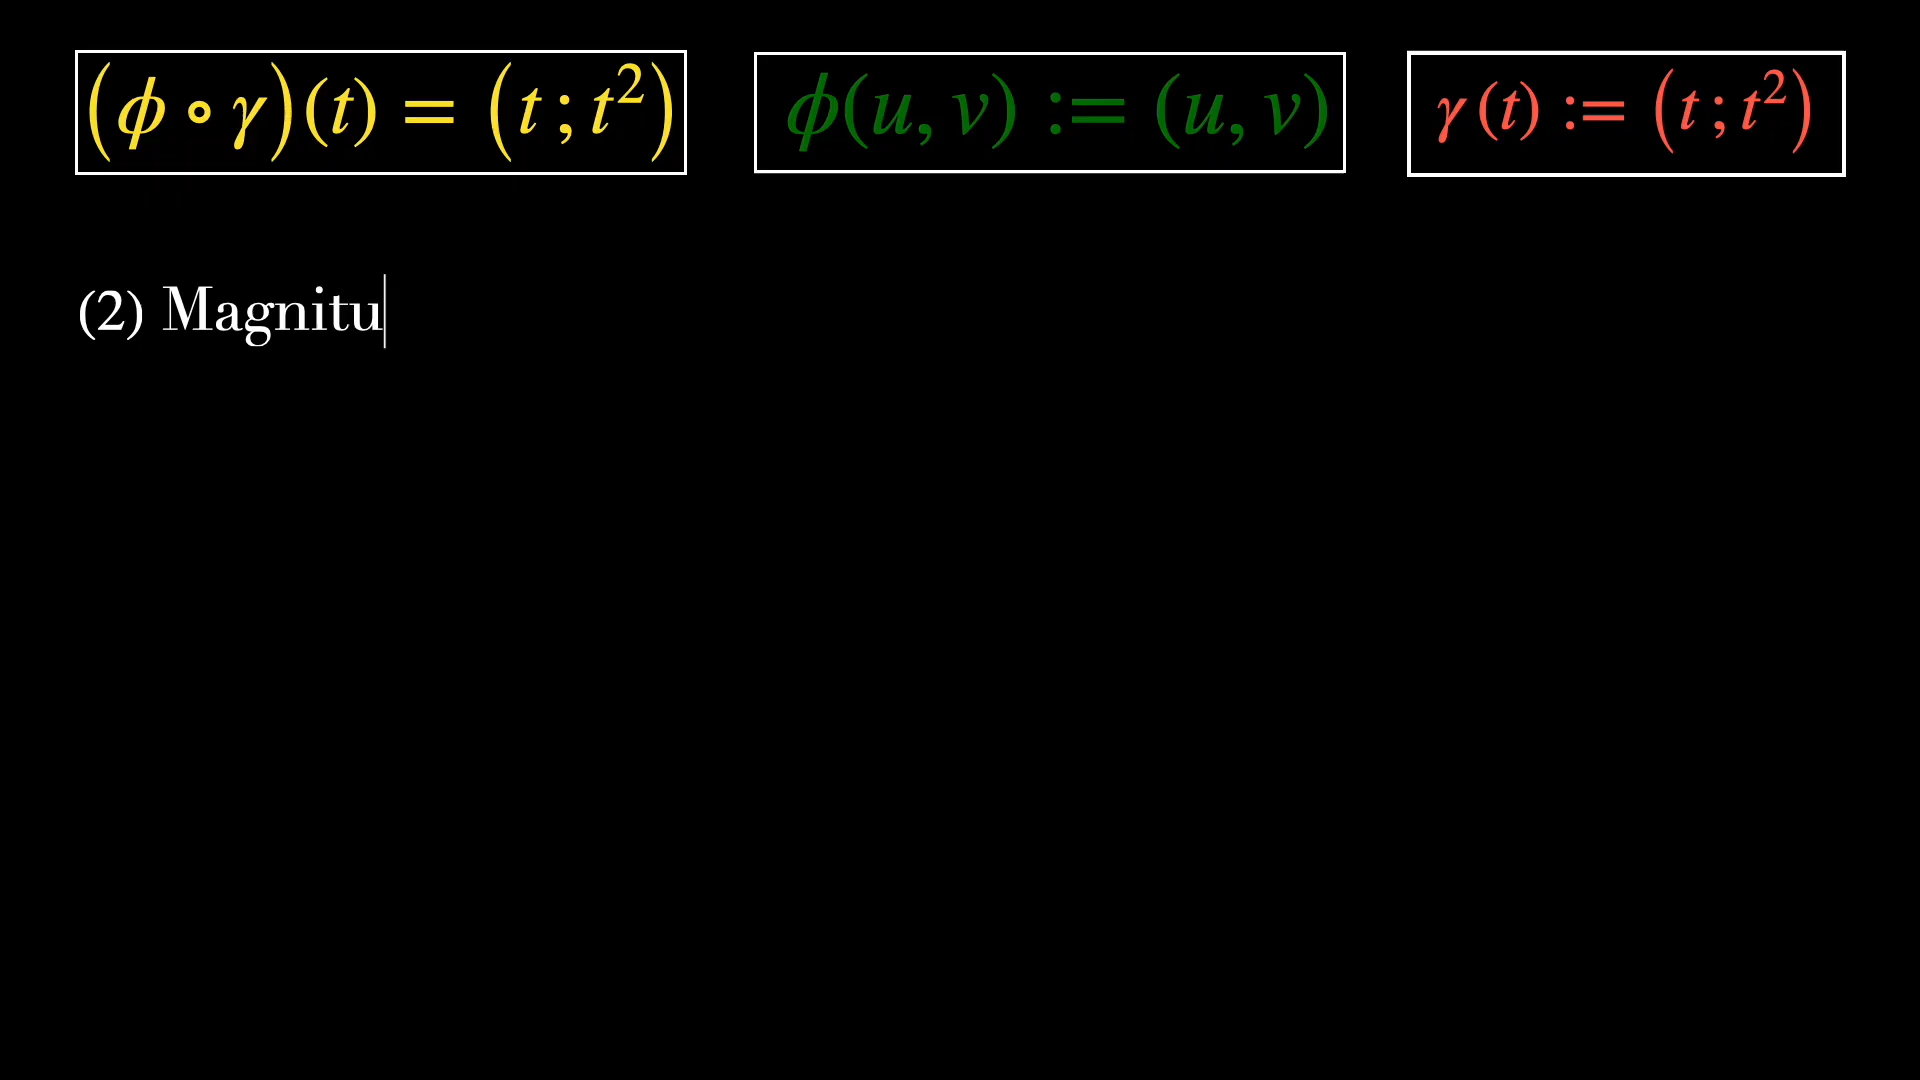 (ϕ ∘ γ)(t) = (t ; t²)
ϕ(u, v) := (u, v)
γ(t) := (t ; t²)
(2) Magnitu